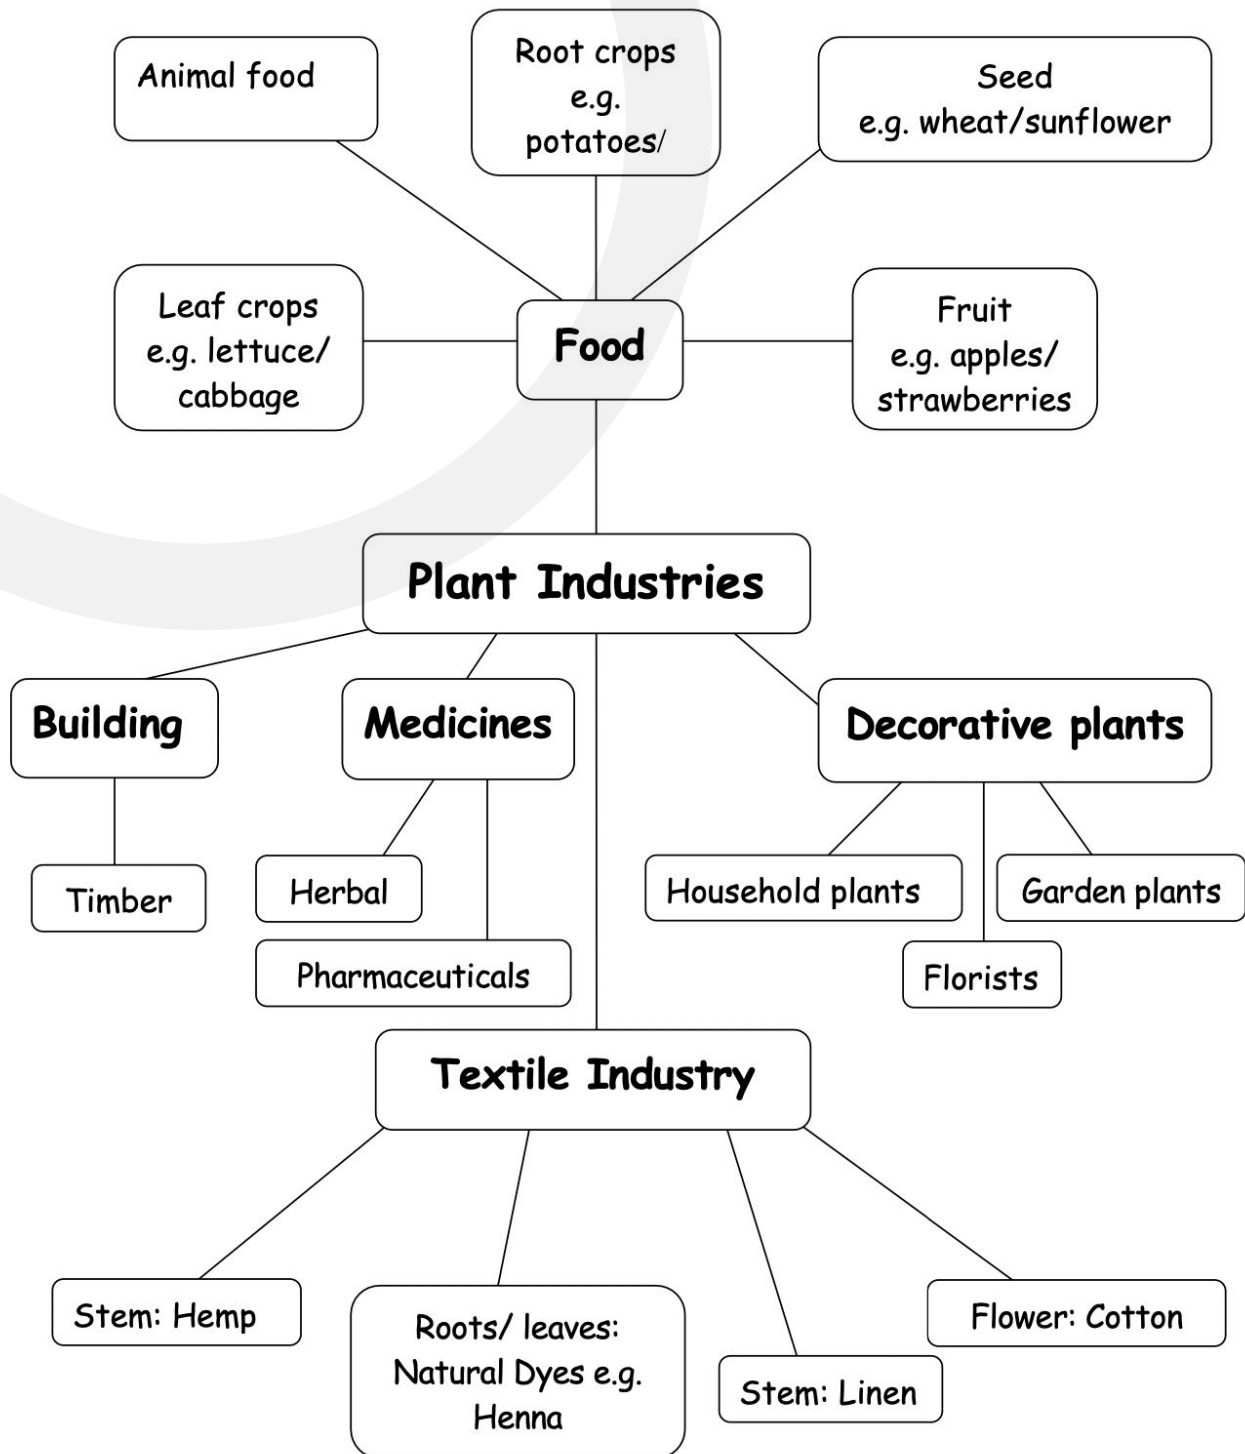 Animal food
Root crops
e.g.
potatoes/
Seed
e.g. wheat/sunflower
Leaf crops
e.g. lettuce/
cabbage
Food
Fruit
e.g. apples/
strawberries
Plant Industries
Building
Medicines
Decorative plants
Timber
Herbal
Pharmaceuticals
Household plants
Garden plants
Florists
Textile Industry
Stem: Hemp
Roots/ leaves:
Natural Dyes e.g.
Henna
Stem: Linen
Flower: Cotton